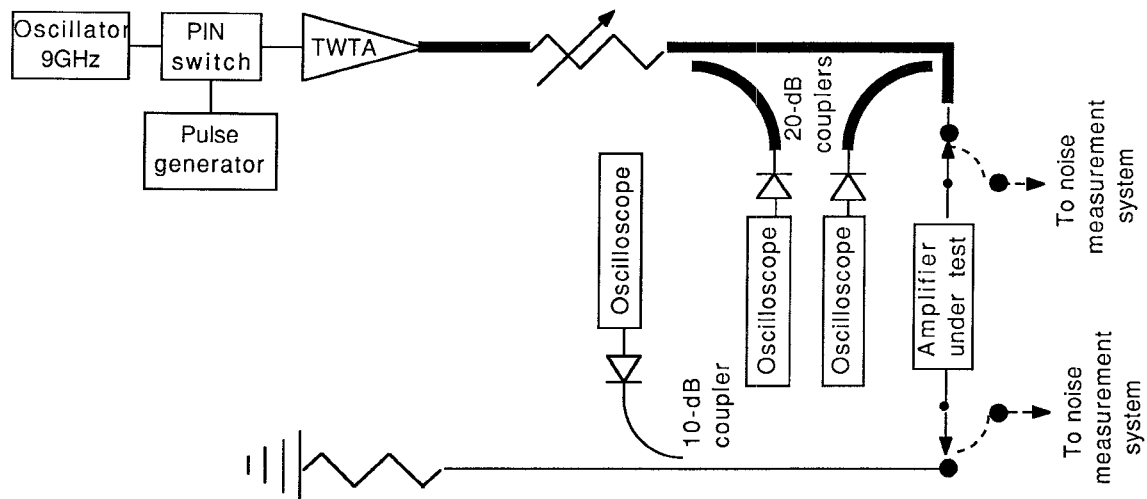 Oscillator
9GHz
PIN
switch
TWTA
Pulse
generator
20-dB
couplers
Oscilloscope
Oscilloscope
Oscilloscope
10-dB
coupler
Amplifier
under test
To noise
measurement
system
To noise
measurement
system